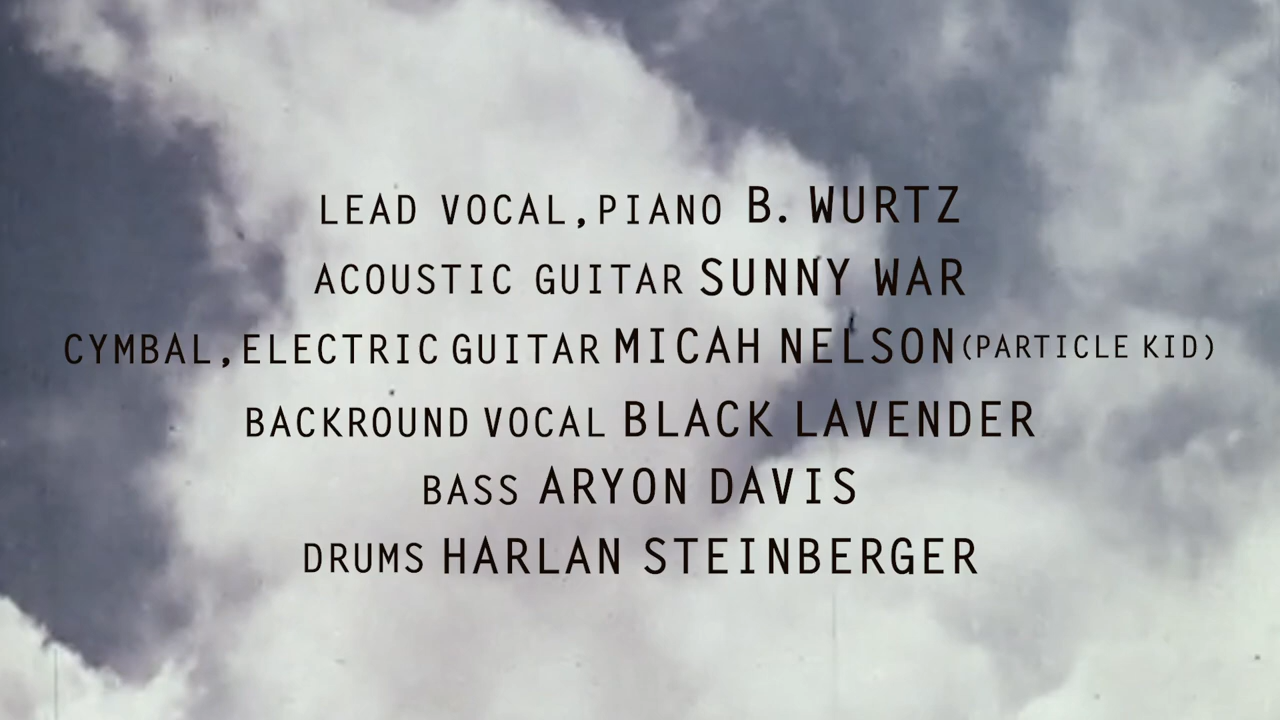 LEAD VOCAL,PIANO B. WURTZ
ACOUSTIC GUITAR SUNNY WAR
CYMBAL,ELECTRIC GUITAR MICAH NELSON(PARTICLE KID)
BACKROUND VOCAL BLACK LAVENDER
BASS ARYON DAVIS
DRUMS HARLAN STEINBERGER